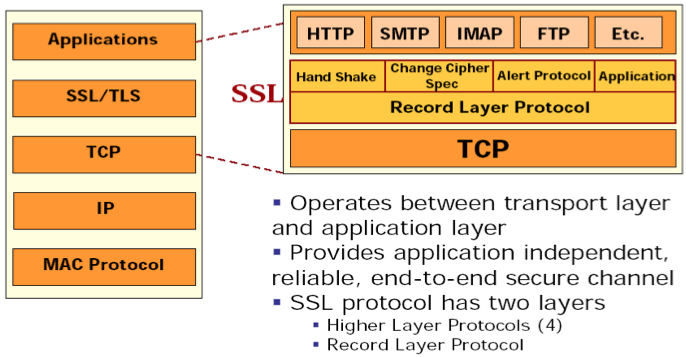 Applications
SSL/TLS
TCP
IP
MAC Protocol
HTTP SMTP IMAP FTP Etc.
SSL
Hand Shake
Change Cipher
Spec
Alert Protocol
Application
Record Layer Protocol
TCP
▪ Operates between transport layer
and application layer
▪ Provides application independent,
reliable, end-to-end secure channel
▪ SSL protocol has two layers
▪ Higher Layer Protocols (4)
▪ Record Layer Protocol